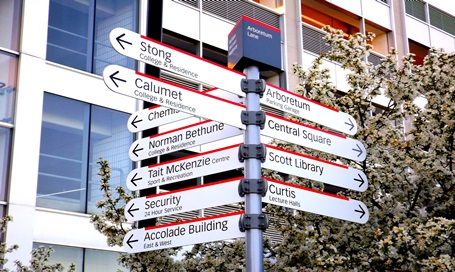 Arboretum
Lane
Stong
College & Residence
Calumet
College & Residence
Norman Bethune
College & Residence
Tait McKenzie Centre
Sport & Recreation
Security
24 Hour Service
Accolade Building
East & West
Arboretum
Parking Garage
Central Square
Scott Library
Curtis
Lecture Halls